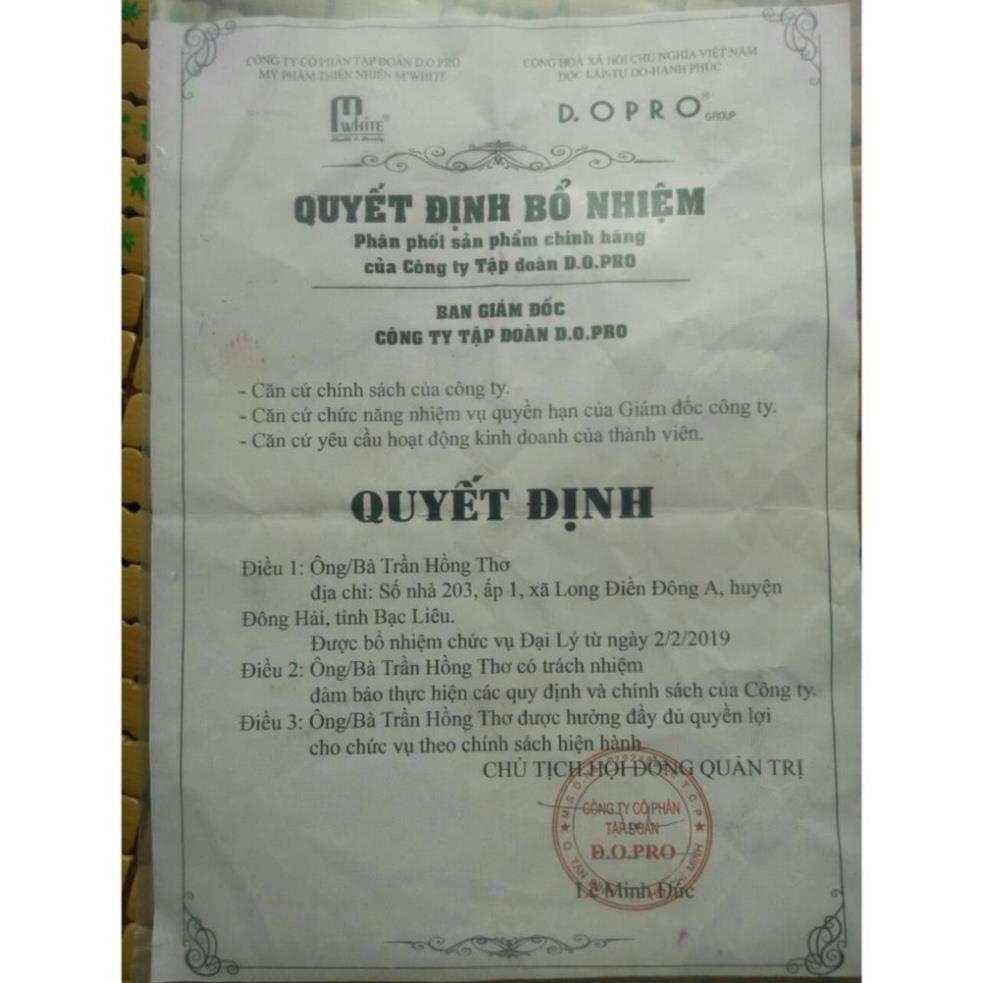 CÔNG TY CỔ PHẦN TẬP ĐOÀN D.O.PRO
MỸ PHẨM THIÊN NHIÊN M'WHITE
CỘNG HOÀ XÃ HỘI CHỦ NGHĨA VIỆT NAM
ĐỘC LẬP-TỰ DO-HẠNH PHÚC
M WHITE®
Health & Beauty
D.OPRO® GROUP
QUYẾT ĐỊNH BỔ NHIỆM
Phân phối sản phẩm chính hãng
của Công ty Tập đoàn D.O.PRO
BAN GIÁM ĐỐC
CÔNG TY TẬP ĐOÀN D.O.PRO
- Căn cứ chính sách của công ty.
- Căn cứ chức năng nhiệm vụ quyền hạn của Giám đốc công ty.
- Căn cứ yêu cầu hoạt động kinh doanh của thành viên.
QUYẾT ĐỊNH
Điều 1: Ông/Bà Trần Hồng Thơ
địa chỉ: Số nhà 203, ấp 1, xã Long Điền Đông A, huyện
Đông Hải, tỉnh Bạc Liêu.
Được bổ nhiệm chức vụ Đại Lý từ ngày 2/2/2019
Điều 2: Ông/Bà Trần Hồng Thơ có trách nhiệm
đảm bảo thực hiện các quy định và chính sách của Công ty.
Điều 3: Ông/Bà Trần Hồng Thơ được hưởng đầy đủ quyền lợi
cho chức vụ theo chính sách hiện hành.
CHỦ TỊCH HỘI ĐỒNG QUẢN TRỊ
CÔNG TY CỔ PHẦN
TẬP ĐOÀN
D.O.PRO
Lê Minh Đức